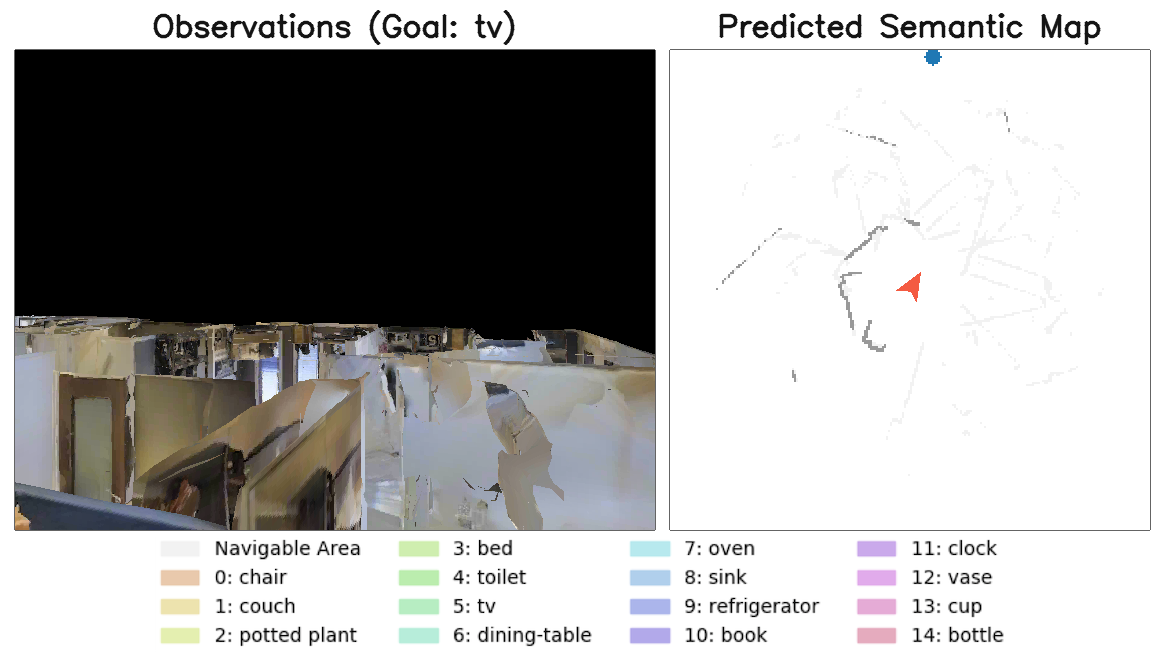 Observations (Goal: tv)
Predicted Semantic Map
Navigable Area
0: chair
1: couch
2: potted plant
3: bed
4: toilet
5: tv
6: dining-table
7: oven
8: sink
9: refrigerator
10: book
11: clock
12: vase
13: cup
14: bottle